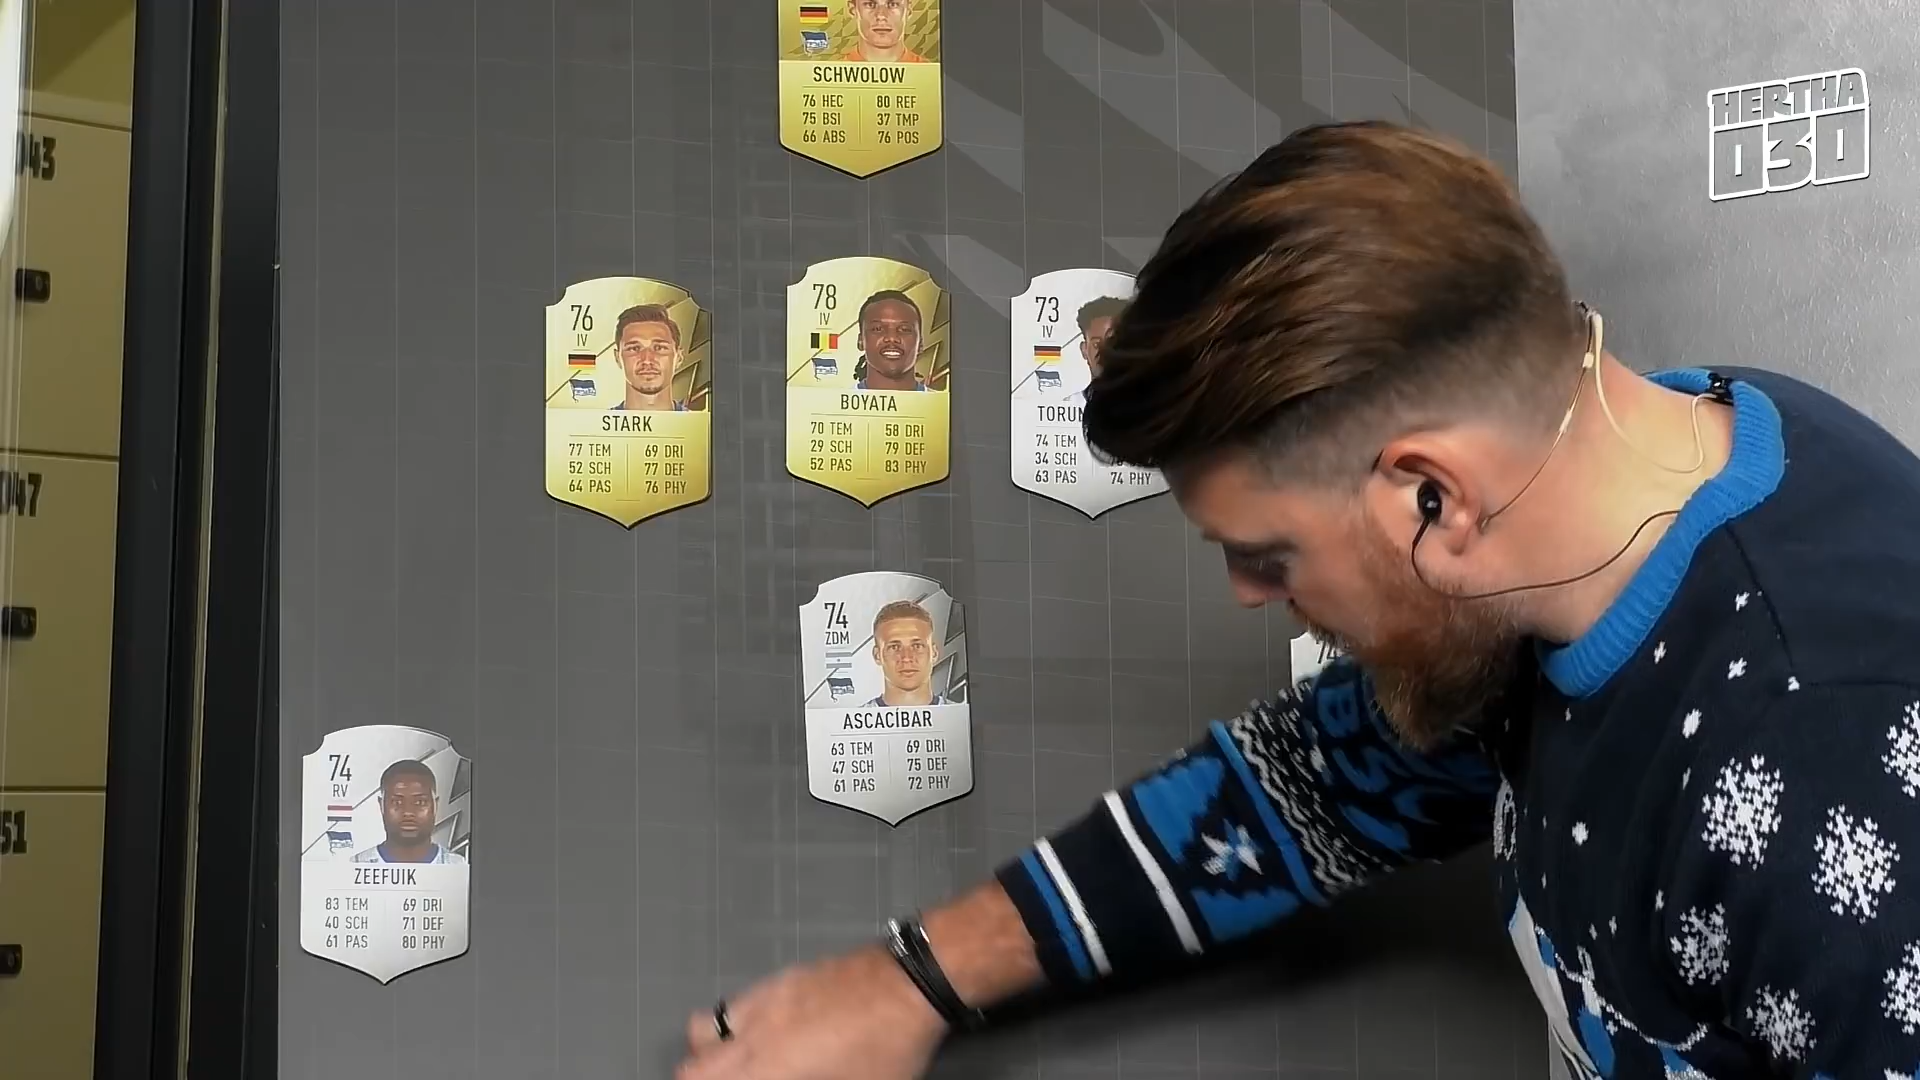 HERTHA
030
SCHWOLOW
76 HEC 80 REF
75 BSI 37 TMP
66 ABS 76 POS
76
IV
STARK
77 TEM 69 DRI
52 SCH 77 DEF
64 PAS 76 PHY
78
IV
BOYATA
70 TEM 58 DRI
29 SCH 79 DEF
52 PAS 83 PHY
73
IV
74 TEM
34 SCH
63 PAS 74 PHY
74
ZDM
ASCACÍBAR
63 TEM 69 DRI
47 SCH 75 DEF
61 PAS 72 PHY
74
RV
ZEEFUIK
83 TEM 69 DRI
40 SCH 71 DEF
61 PAS 80 PHY
BSC